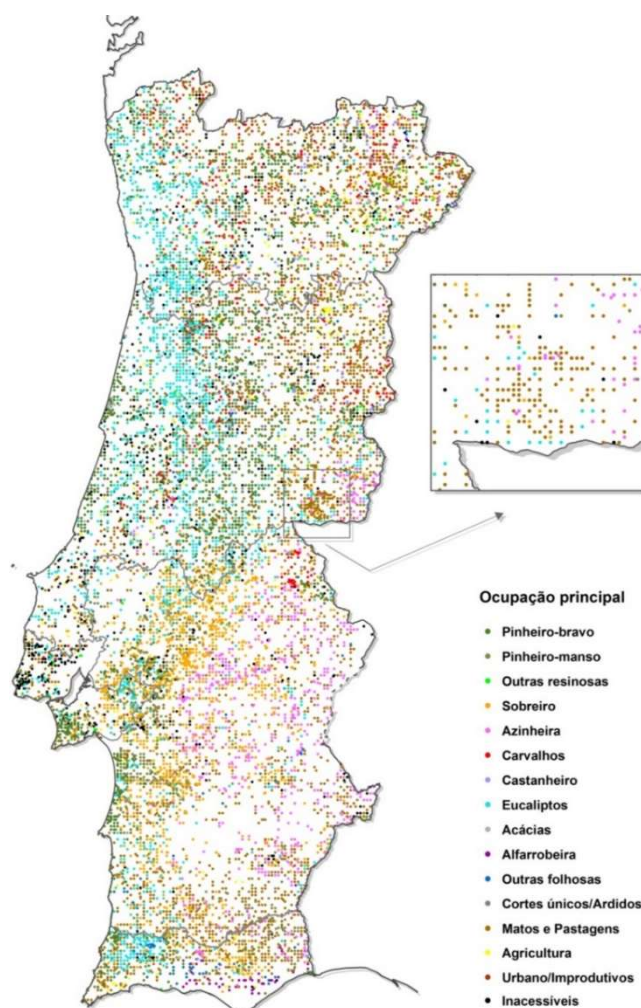 Ocupação principal
Pinheiro-bravo
Pinheiro-manso
Outras resinosas
Sobreiro
Azinheira
Carvalhos
Castanheiro
Eucaliptos
Acácias
Alfarrobeira
Outras folhosas
Cortes únicos/Ardidos
Matos e Pastagens
Agricultura
Urbano/Improdutivos
Inacessíveis